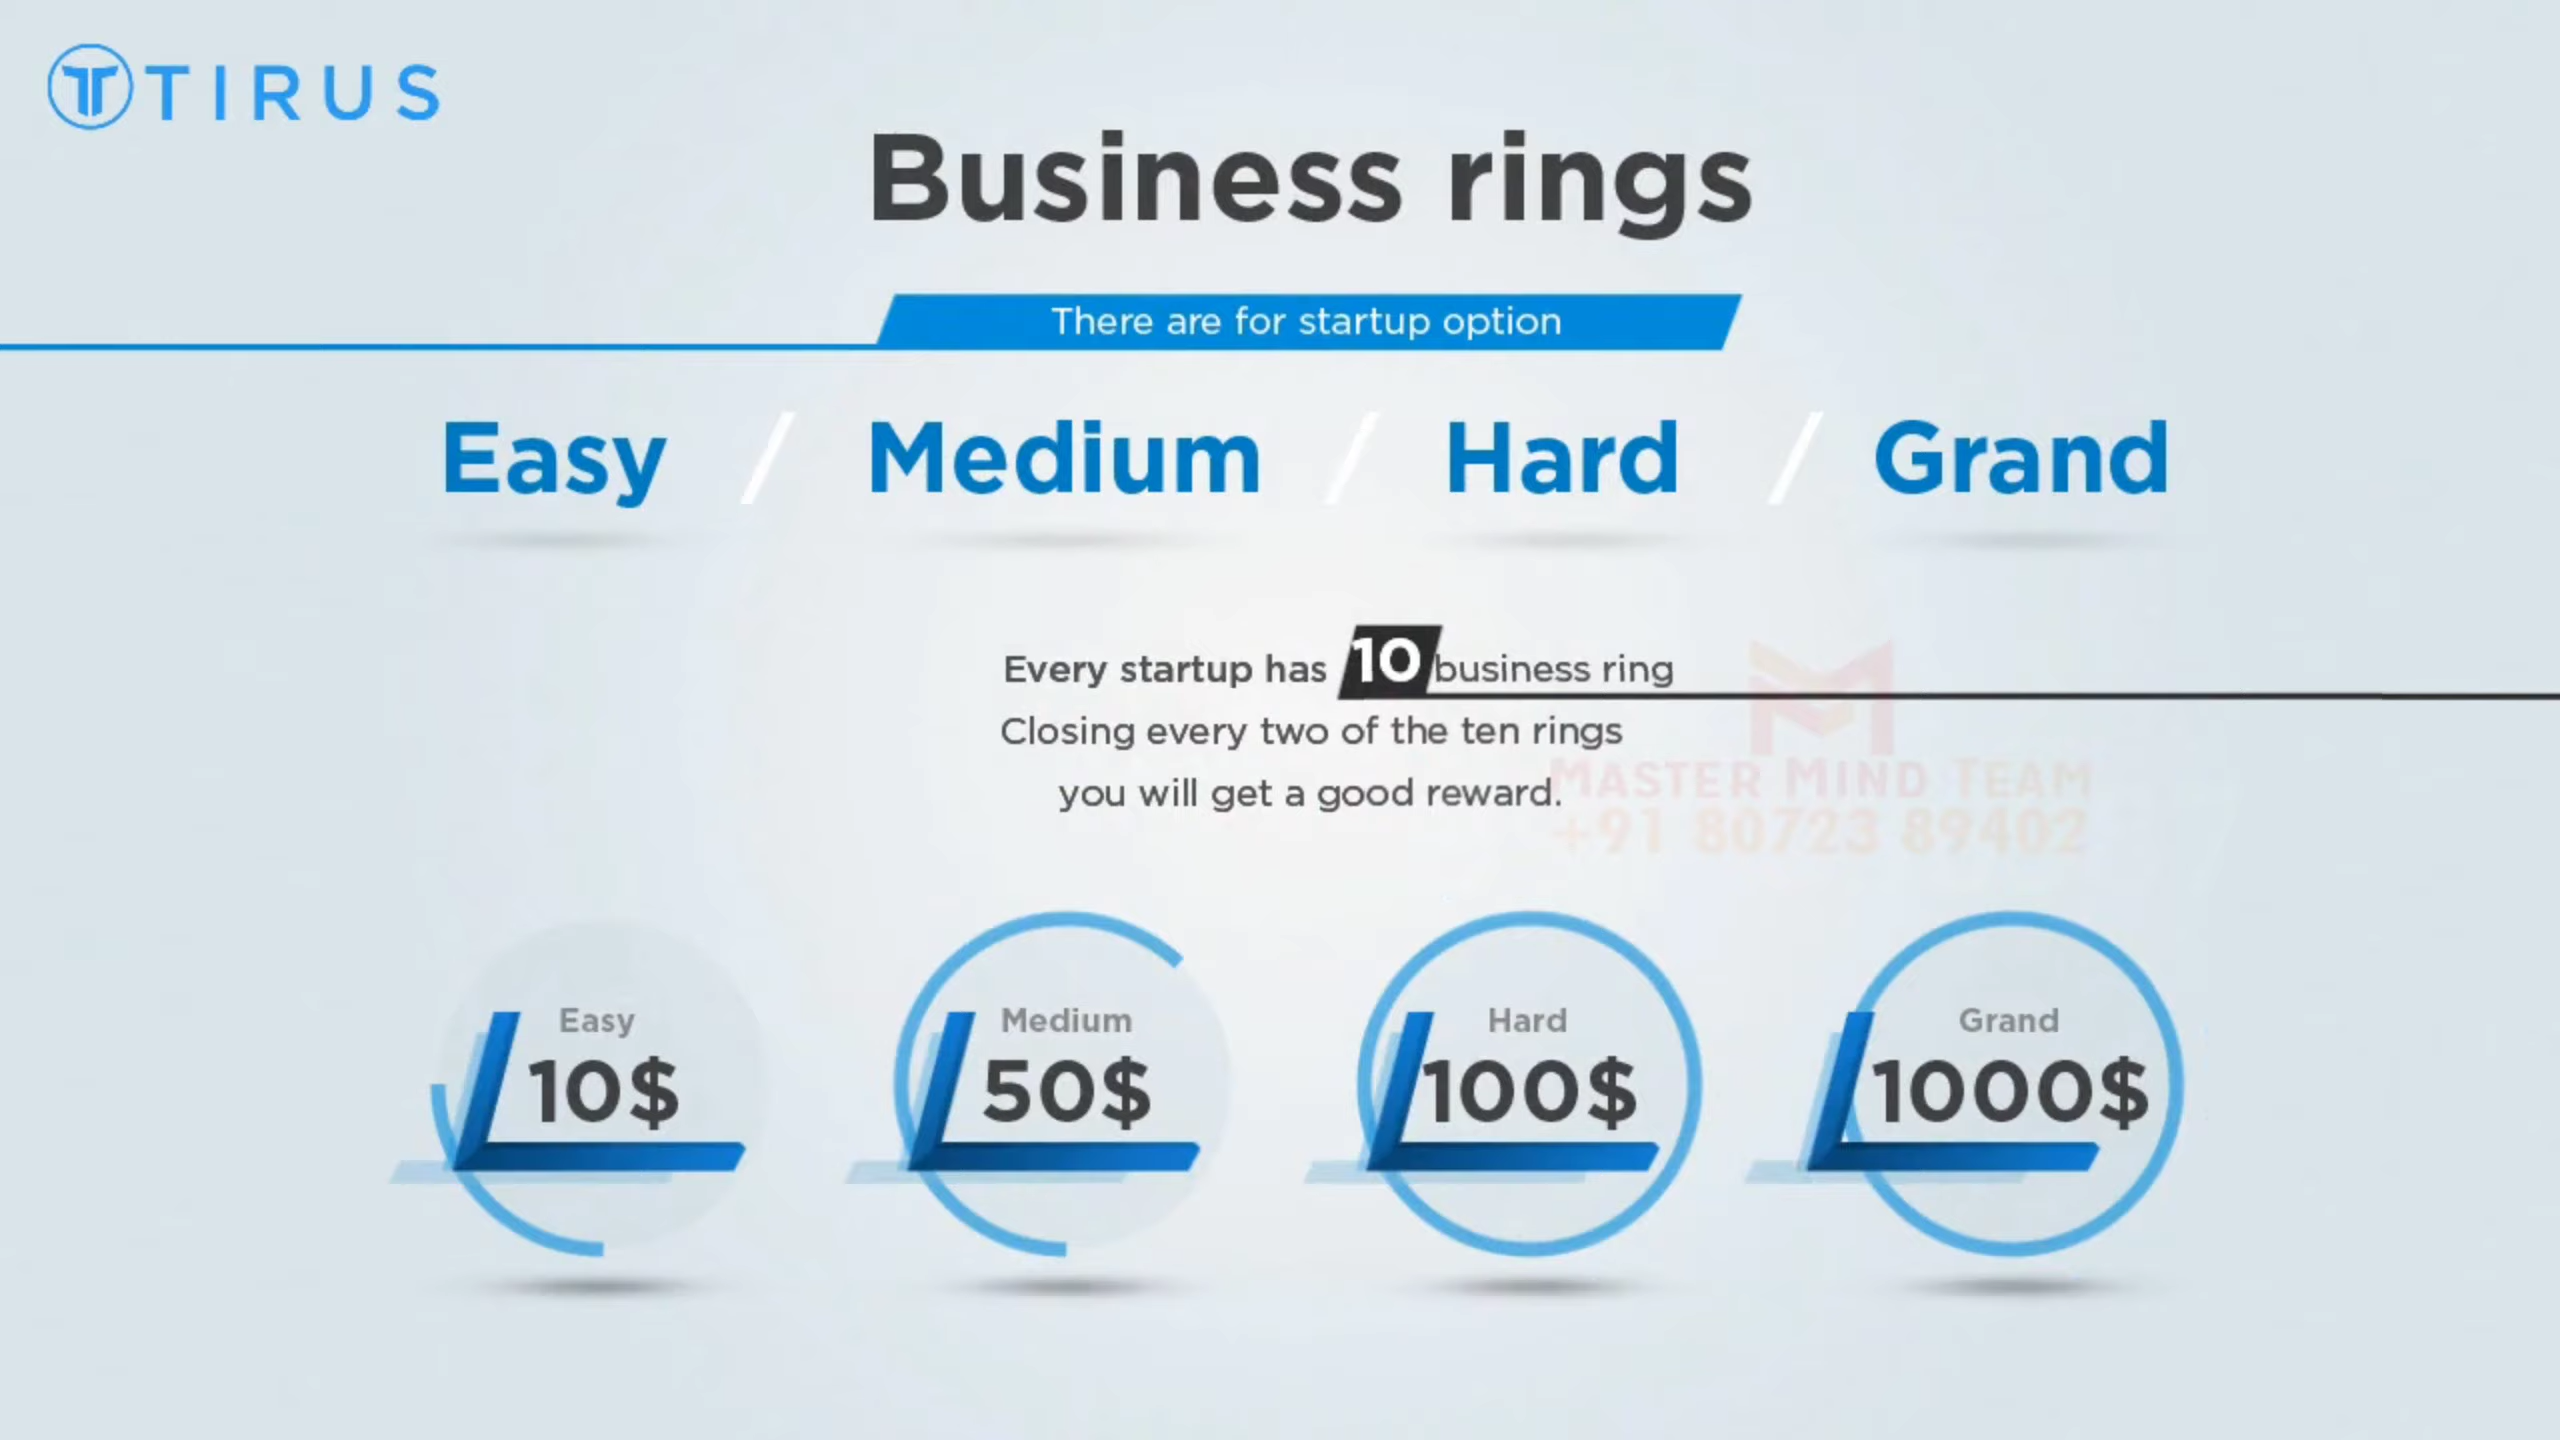 TIRUS
Business rings
There are for startup option
Easy / Medium / Hard / Grand
Every startup has 10 business ring
Closing every two of the ten rings
you will get a good reward.
MASTER MIND TEAM
+91 80723 89402
Easy
10$
Medium
50$
Hard
100$
Grand
1000$